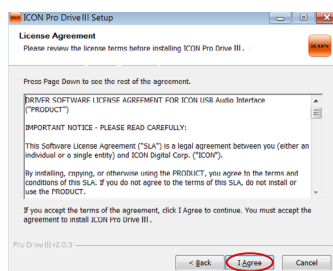 ICON Pro Drive III Setup
License Agreement
Please review the license terms before installing ICON Pro Drive III .
ICON
Press Page Down to see the rest of the agreement.
DRIVER SOFTWARE LICENSE AGREEMENT FOR ICON USB Audio Interface
("PRODUCT")
IMPORTANT NOTICE - PLEASE READ CAREFULLY:
This Software License Agreement ("SLA") is a legal agreement between you (either an
individual or a single entity) and ICON Digital Corp. ("ICON").
By installing, copying, or otherwise using the PRODUCT, you agree to the terms and
conditions of this SLA. If you do not agree to the terms of this SLA, do not install or
use the PRODUCT.
If you accept the terms of the agreement, click I Agree to continue. You must accept the
agreement to install ICON Pro Drive III .
Pro Drive III v2.0.3
< Back
I Agree
Cancel